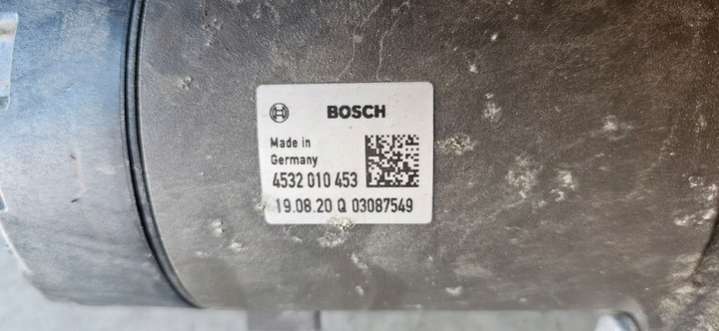 BOSCH
Made in
Germany
4532 010 453
19.08.20 Q 03087549